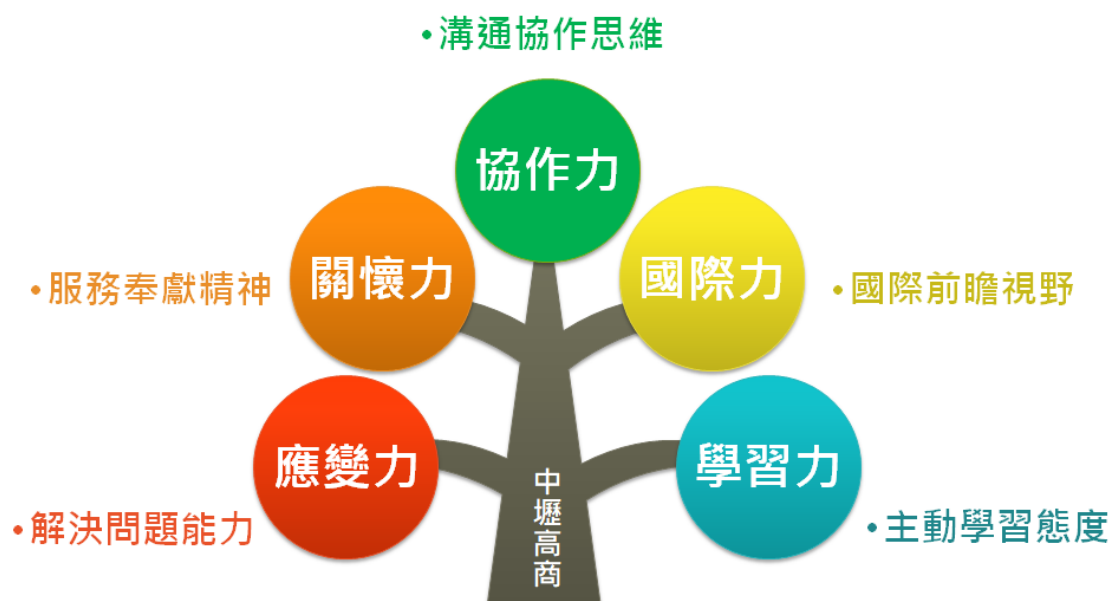 •溝通協作思維
協作力
關懷力
國際力
•服務奉獻精神
•國際前瞻視野
應變力
學習力
•解決問題能力
•主動學習態度
中壢高商